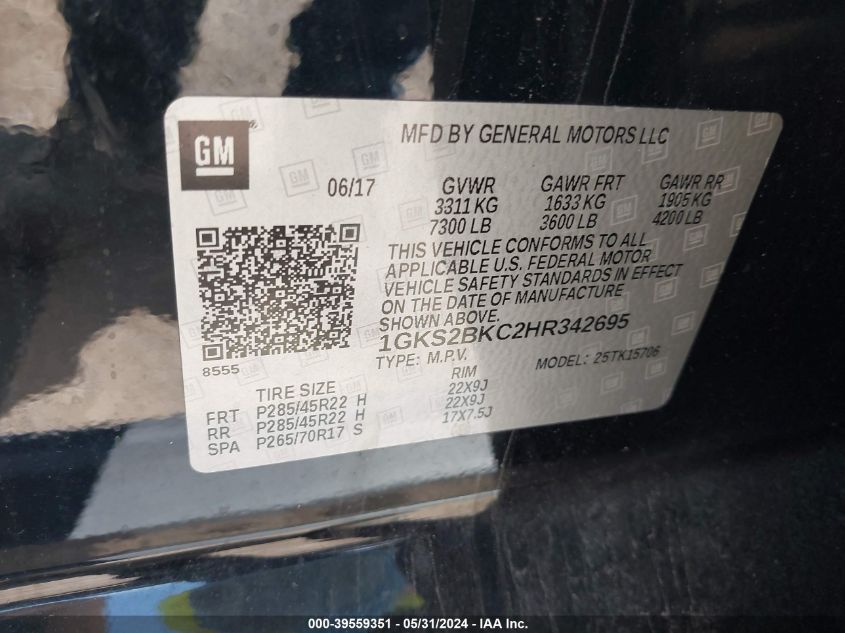 GM
MFD BY GENERAL MOTORS LLC
06/17 GVWR GAWR FRT GAWR RR
3311 KG 1633 KG 1905 KG
7300 LB 3600 LB 4200 LB
THIS VEHICLE CONFORMS TO ALL
APPLICABLE U.S. FEDERAL MOTOR
VEHICLE SAFETY STANDARDS IN EFFECT
ON THE DATE OF MANUFACTURE
SHOWN ABOVE.
1GKS2BKC2HR342695
8555 TYPE: M.P.V. MODEL: 25TK15706
TIRE SIZE RIM
FRT P285/45R22 H 22X9J
RR P285/45R22 H 22X9J
SPA P265/70R17 S 17X7.5J
000-39559351 - 05/31/2024 - IAA Inc.